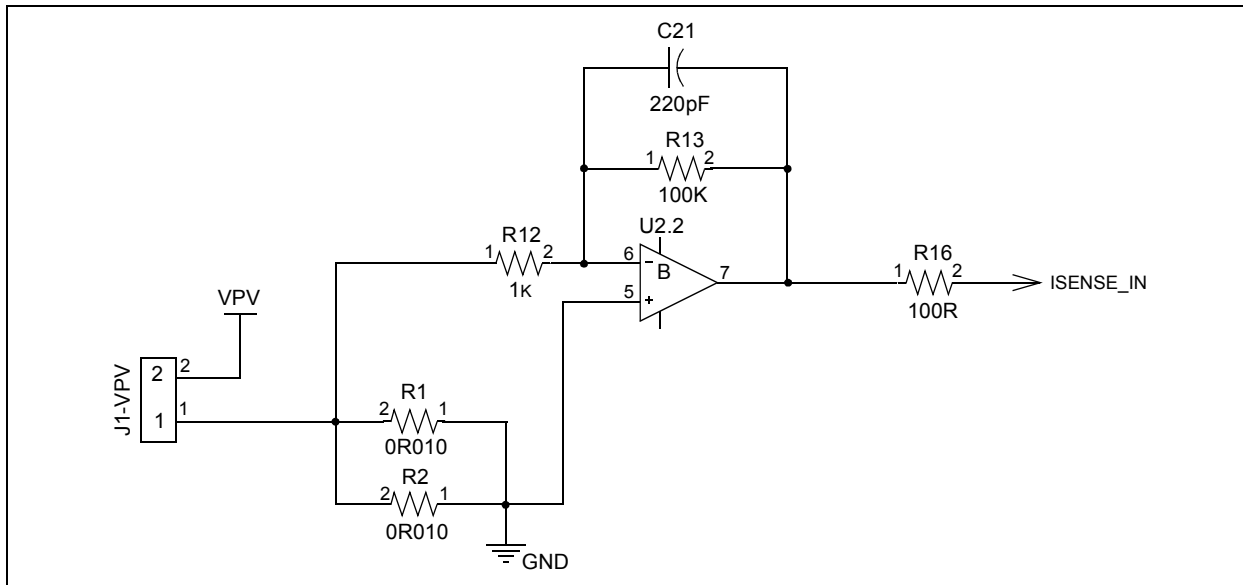 C21
220pF
R13
1 2
100K
U2.2
R12
1 2
1K
6 - B
7
5 +
R16
1 2
100R
ISENSE_IN
VPV
J1-VPV
2 2
1 1
R1
2 1
0R010
R2
2 1
0R010
GND